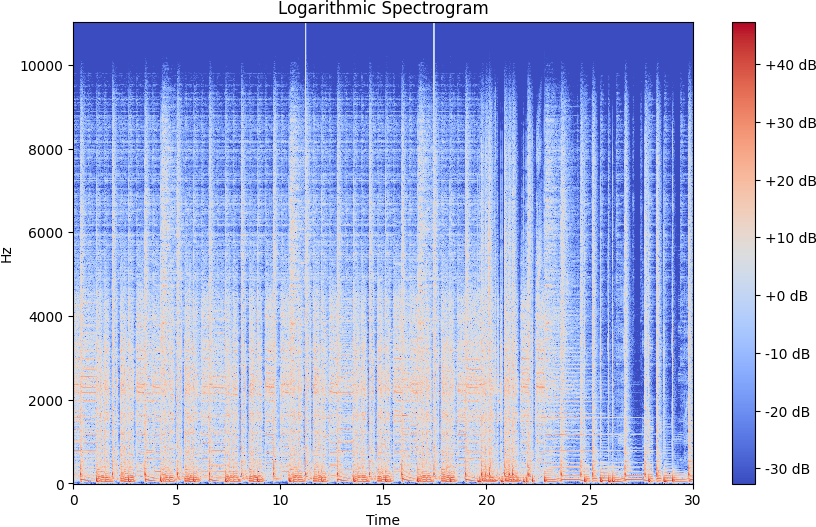 Logarithmic Spectrogram
10000
8000
6000
4000
2000
0
Hz
0 5 10 15 20 25 30
Time
+40 dB
+30 dB
+20 dB
+10 dB
+0 dB
-10 dB
-20 dB
-30 dB